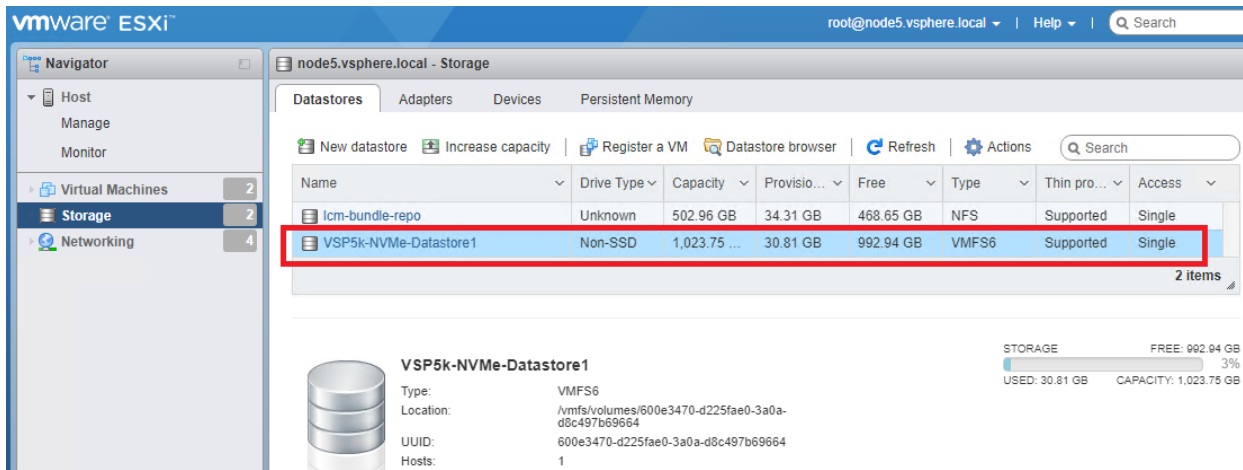 vmware ESXi™ root@node5.vsphere.local | Help | Search
Navigator
Host
Manage
Monitor
Virtual Machines 2
Storage 2
Networking 4
node5.vsphere.local - Storage
Datastores Adapters Devices Persistent Memory
New datastore Increase capacity | Register a VM Datastore browser | Refresh | Actions Search
Name Drive Type Capacity Provisio... Free Type Thin pro... Access
lcm-bundle-repo Unknown 502.96 GB 34.31 GB 468.65 GB NFS Supported Single
VSP5k-NVMe-Datastore1 Non-SSD 1,023.75 ... 30.81 GB 992.94 GB VMFS6 Supported Single
2 items
VSP5k-NVMe-Datastore1
Type: VMFS6
Location: /vmfs/volumes/600e3470-d225fae0-3a0a-
d8c497b69664
UUID: 600e3470-d225fae0-3a0a-d8c497b69664
Hosts: 1
STORAGE FREE: 992.94 GB
3%
USED: 30.81 GB CAPACITY: 1,023.75 GB